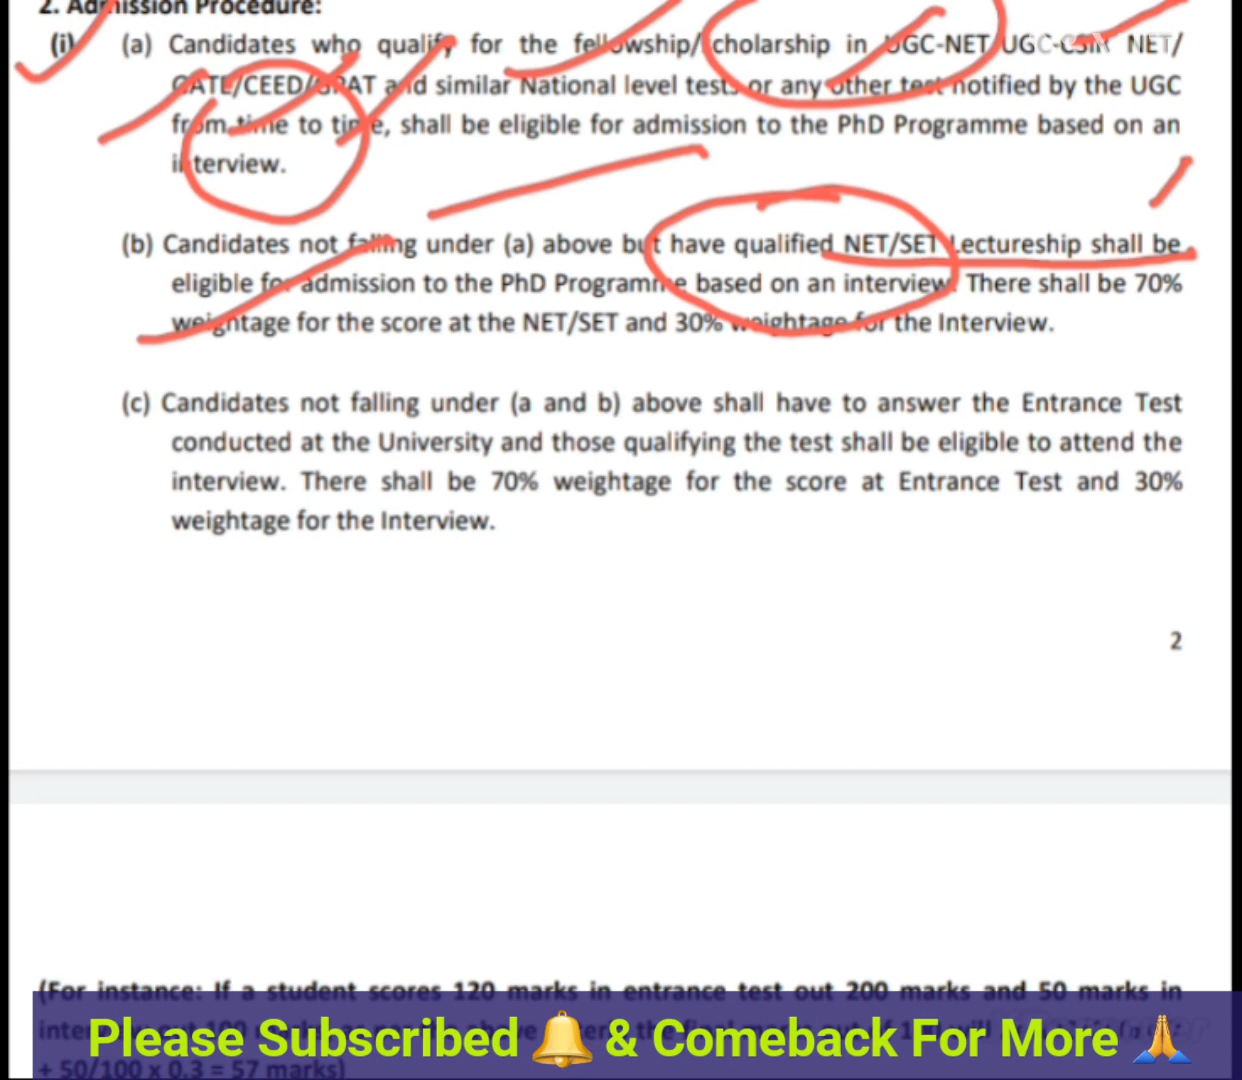 2. Admission Procedure:
(i) (a) Candidates who qualify for the fellowship/scholarship in UGC-NET/UGC-CSIR NET/
GATE/CEED/GPAT and similar National level tests or any other test notified by the UGC
from time to time, shall be eligible for admission to the PhD Programme based on an
interview.
(b) Candidates not falling under (a) above but have qualified NET/SET Lectureship shall be
eligible for admission to the PhD Programme based on an interview. There shall be 70%
weightage for the score at the NET/SET and 30% weightage for the Interview.
(c) Candidates not falling under (a and b) above shall have to answer the Entrance Test
conducted at the University and those qualifying the test shall be eligible to attend the
interview. There shall be 70% weightage for the score at Entrance Test and 30%
weightage for the Interview.
2
(For instance: If a student scores 120 marks in entrance test out 200 marks and 50 marks in
Please Subscribed 🔔 & Comeback For More 🙏
+ 50/100 x 0.3 = 57 marks)